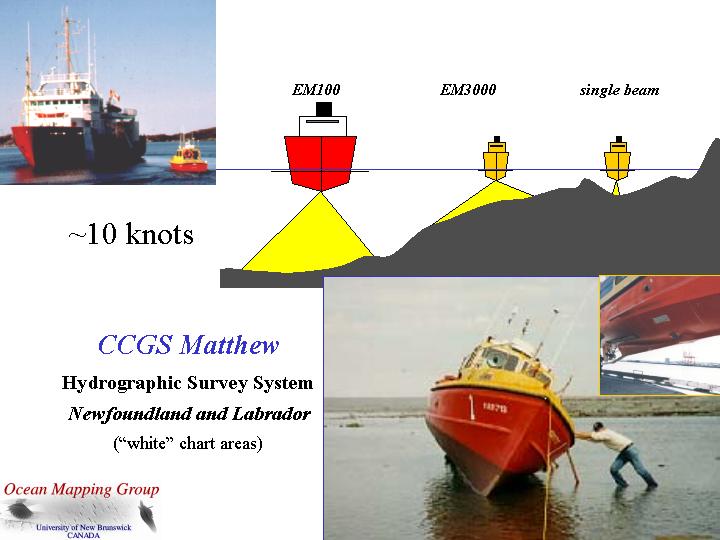 EM100
EM3000
single beam
~10 knots
CCGS Matthew
Hydrographic Survey System
Newfoundland and Labrador
(“white” chart areas)
Ocean Mapping Group
University of New Brunswick
CANADA